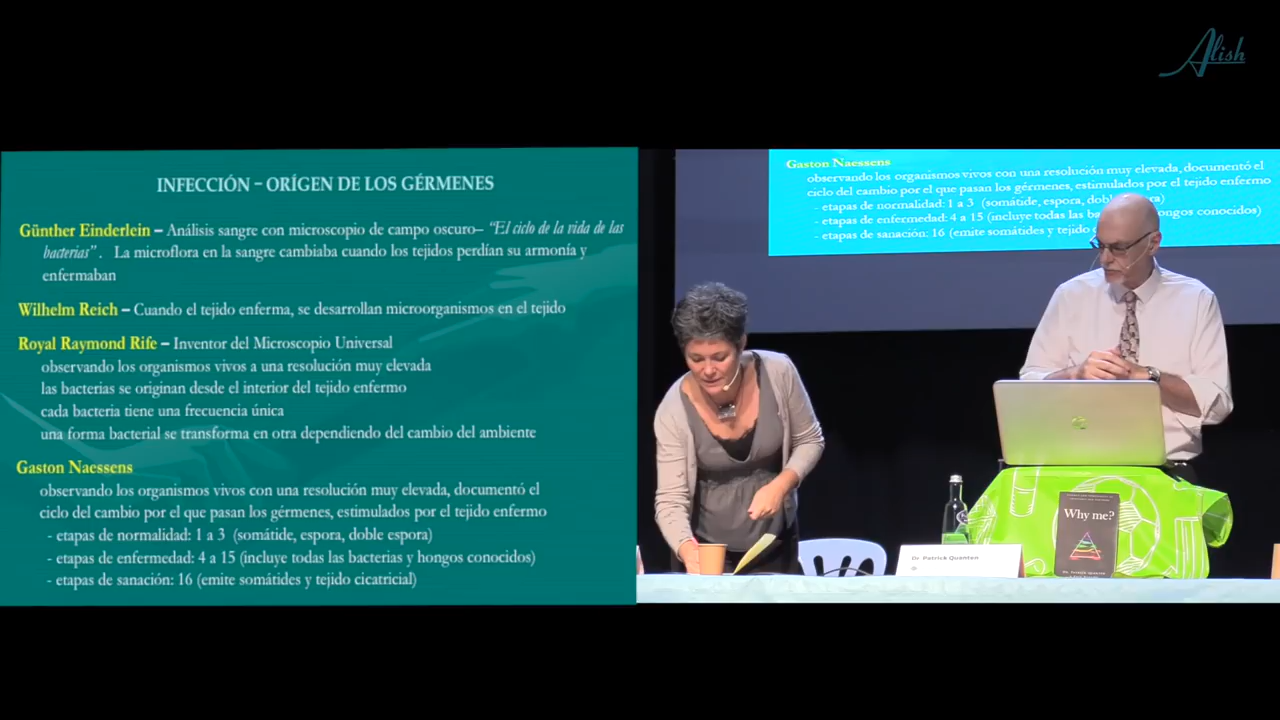 Alish
INFECCIÓN – ORÍGEN DE LOS GÉRMENES
Günther Einderlein – Análisis sangre con microscopio de campo oscuro– “El ciclo de la vida de las
bacterias” . La microflora en la sangre cambiaba cuando los tejidos perdían su armonía y
enfermaban
Wilhelm Reich – Cuando el tejido enferma, se desarrollan microorganismos en el tejido
Royal Raymond Rife – Inventor del Microscopio Universal
observando los organismos vivos a una resolución muy elevada
las bacterias se originan desde el interior del tejido enfermo
cada bacteria tiene una frecuencia única
una forma bacterial se transforma en otra dependiendo del cambio del ambiente
Gaston Naessens
observando los organismos vivos con una resolución muy elevada, documentó el
ciclo del cambio por el que pasan los gérmenes, estimulados por el tejido enfermo
- etapas de normalidad: 1 a 3 (somátide, espora, doble espora)
- etapas de enfermedad: 4 a 15 (incluye todas las bacterias y hongos conocidos)
- etapas de sanación: 16 (emite somátides y tejido cicatricial)
Gaston Naessens
observando los organismos vivos con una resolución muy elevada, documentó el
ciclo del cambio por el que pasan los gérmenes, estimulados por el tejido enfermo
- etapas de normalidad: 1 a 3 (somátide, espora, doble espora)
- etapas de enfermedad: 4 a 15 (incluye todas las ba hongos conocidos)
- etapas de sanación: 16 (emite somátides y tejido
Dr. Patrick Quanten
Why me?